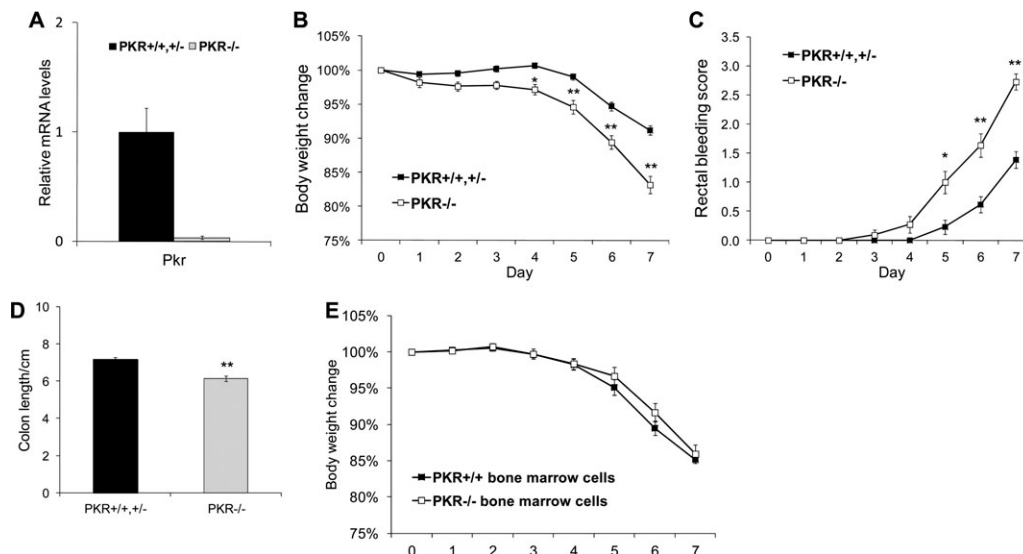 A
2
PKR+/+,+/- PKR-/-
Relative mRNA levels
1
0
Pkr
B
105%
100%
95%
90%
85%
80%
75%
Body weight change
* ** ** **
PKR+/+,+/-
PKR-/-
0 1 2 3 4 5 6 7
Day
C
3.5
3.0
2.5
2.0
1.5
1.0
0.5
0.0
Rectal bleeding score
PKR+/+,+/-
PKR-/-
* ** **
0 1 2 3 4 5 6 7
Day
D
10
8
6
4
2
0
Colon length/cm
**
PKR+/+,+/- PKR-/-
E
105%
100%
95%
90%
85%
80%
75%
Body weight change
PKR+/+ bone marrow cells
PKR-/- bone marrow cells
0 1 2 3 4 5 6 7